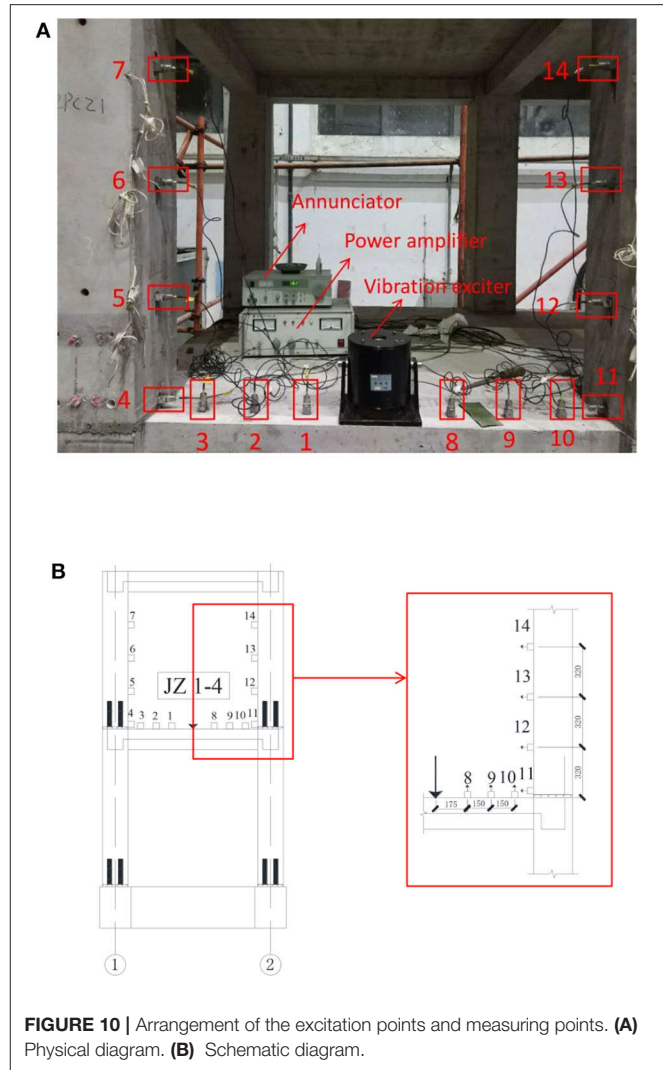 A
7
14
2PC21
6
13
Annunciator
Power amplifier
5
Vibration exciter
12
4
11
3
2
1
8
9
10
B
7
14
6
13
JZ 1-4
5
12
4 3 2 1 8 9 10 11
1
2
14
320
13
320
12
320
8 9 10 11
175 150 150
FIGURE 10 | Arrangement of the excitation points and measuring points. (A)
Physical diagram. (B) Schematic diagram.